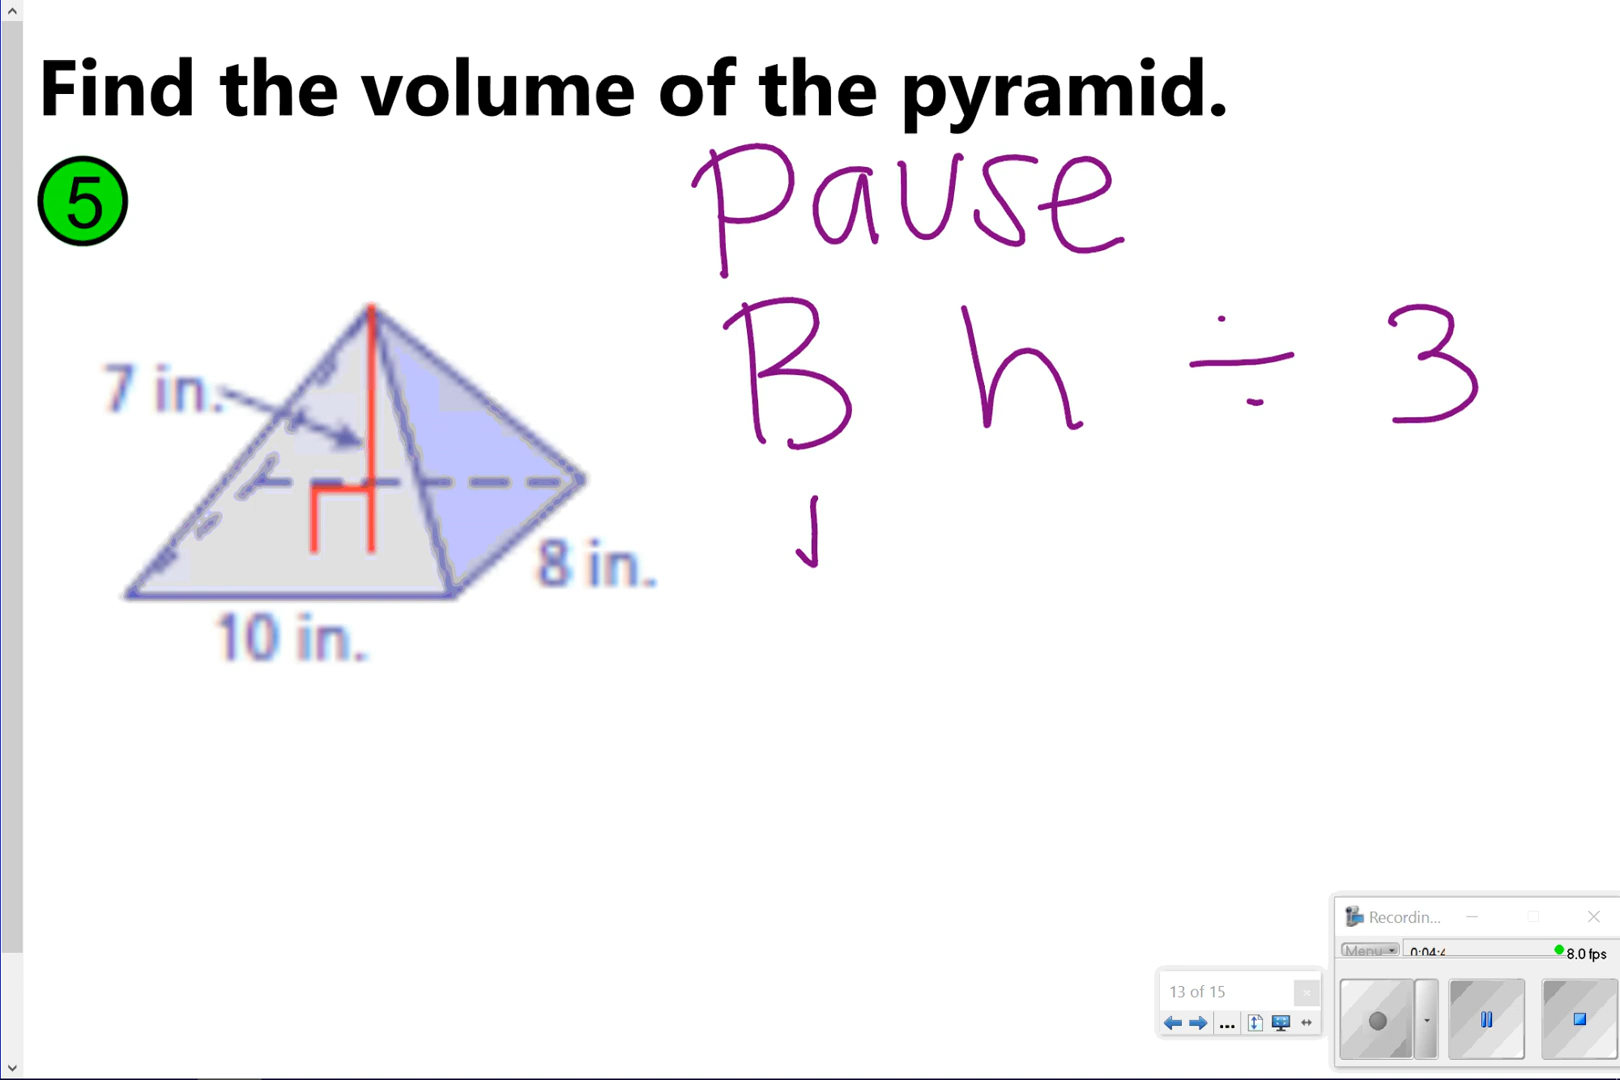 Find the volume of the pyramid.
5
Pause
B h ÷ 3
7 in.
8 in.
10 in.
Recordin...
Menu
8.0 fps
13 of 15